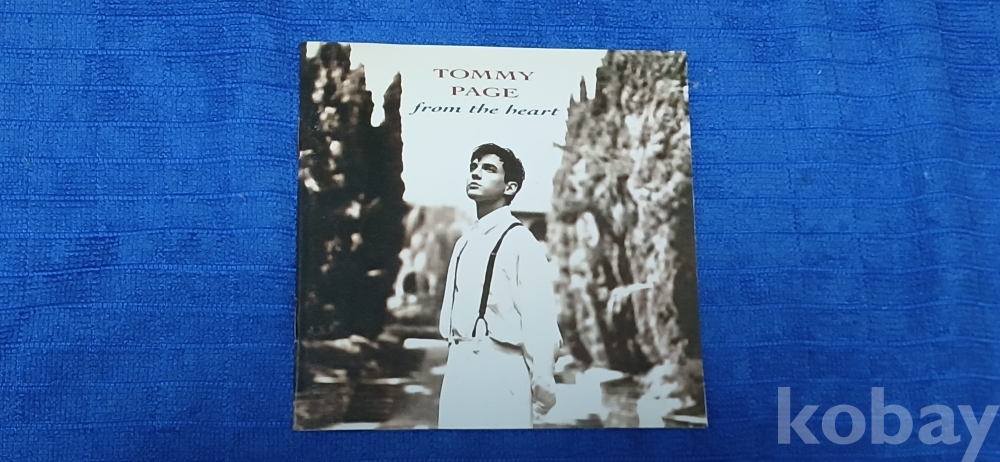 TOMMY
PAGE
from the heart
kobay